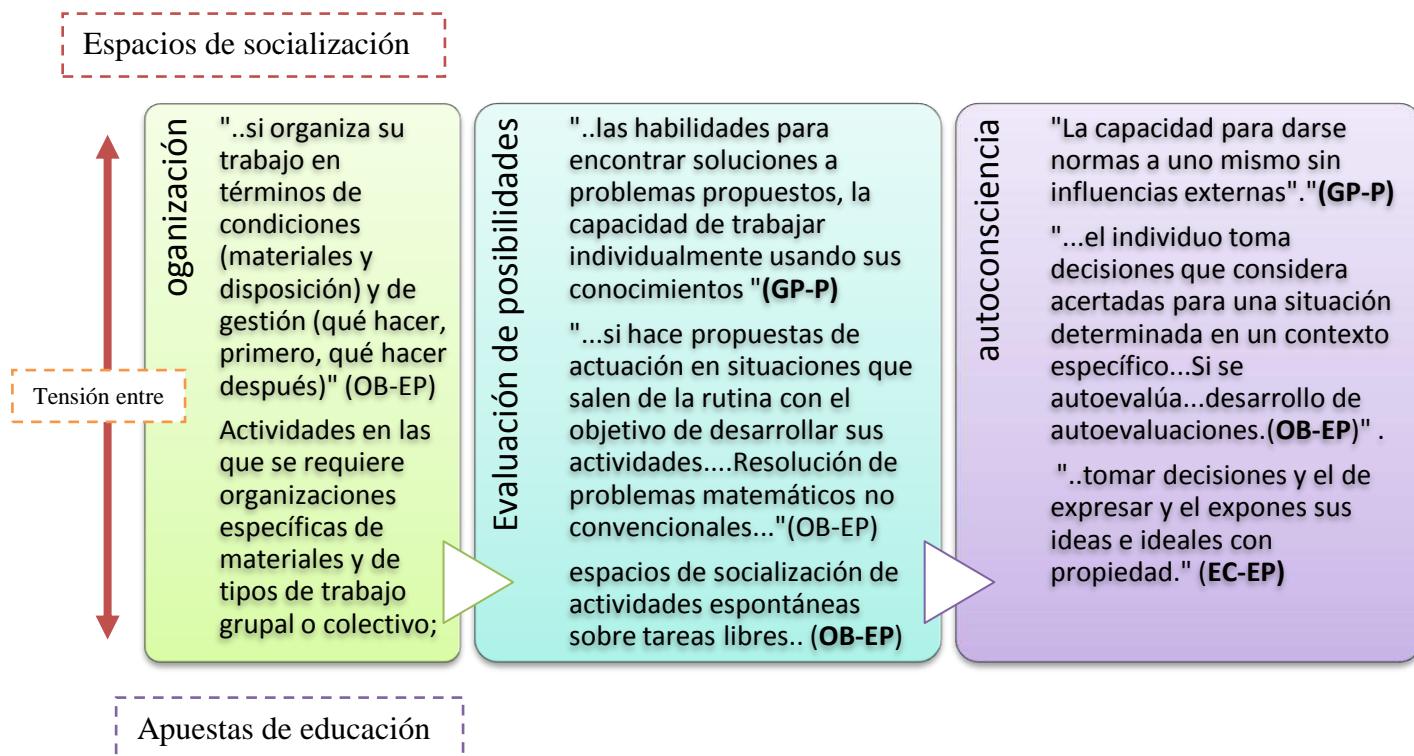 Espacios de socialización
Tensión entre
oganización
"..si organiza su
trabajo en
términos de
condiciones
(materiales y
disposición) y de
gestión (qué hacer,
primero, qué hacer
después)" (OB-EP)
Actividades en las
que se requiere
organizaciones
específicas de
materiales y de
tipos de trabajo
grupal o colectivo;
Evaluación de posibilidades
"..las habilidades para
encontrar soluciones a
problemas propuestos, la
capacidad de trabajar
individualmente usando sus
conocimientos "(GP-P)
"...si hace propuestas de
actuación en situaciones que
salen de la rutina con el
objetivo de desarrollar sus
actividades....Resolución de
problemas matemáticos no
convencionales..."(OB-EP)
espacios de socialización de
actividades espontáneas
sobre tareas libres.. (OB-EP)
autoconsciencia
"La capacidad para darse
normas a uno mismo sin
influencias externas"."(GP-P)
"...el individuo toma
decisiones que considera
acertadas para una situación
determinada en un contexto
específico...Si se
autoevalúa...desarrollo de
autoevaluaciones.(OB-EP)" .
"..tomar decisiones y el de
expresar y el expones sus
ideas e ideales con
propiedad." (EC-EP)
Apuestas de educación